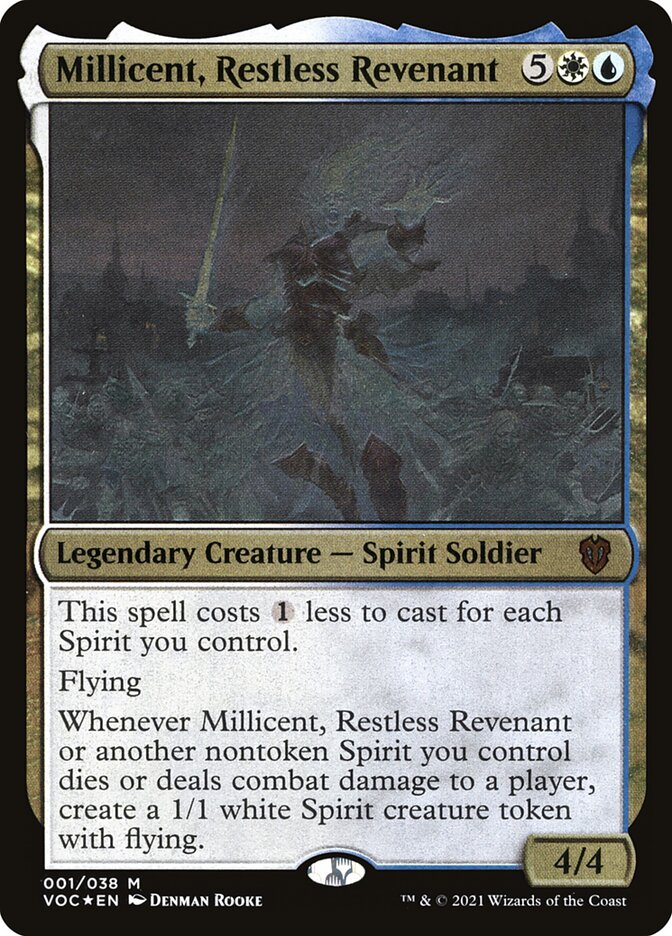 Millicent, Restless Revenant 5
Legendary Creature — Spirit Soldier
This spell costs 1 less to cast for each
Spirit you control.
Flying
Whenever Millicent, Restless Revenant
or another nontoken Spirit you control
dies or deals combat damage to a player,
create a 1/1 white Spirit creature token
with flying.
4/4
001/038 M
VOC★EN Denman Rooke ™ & © 2021 Wizards of the Coast